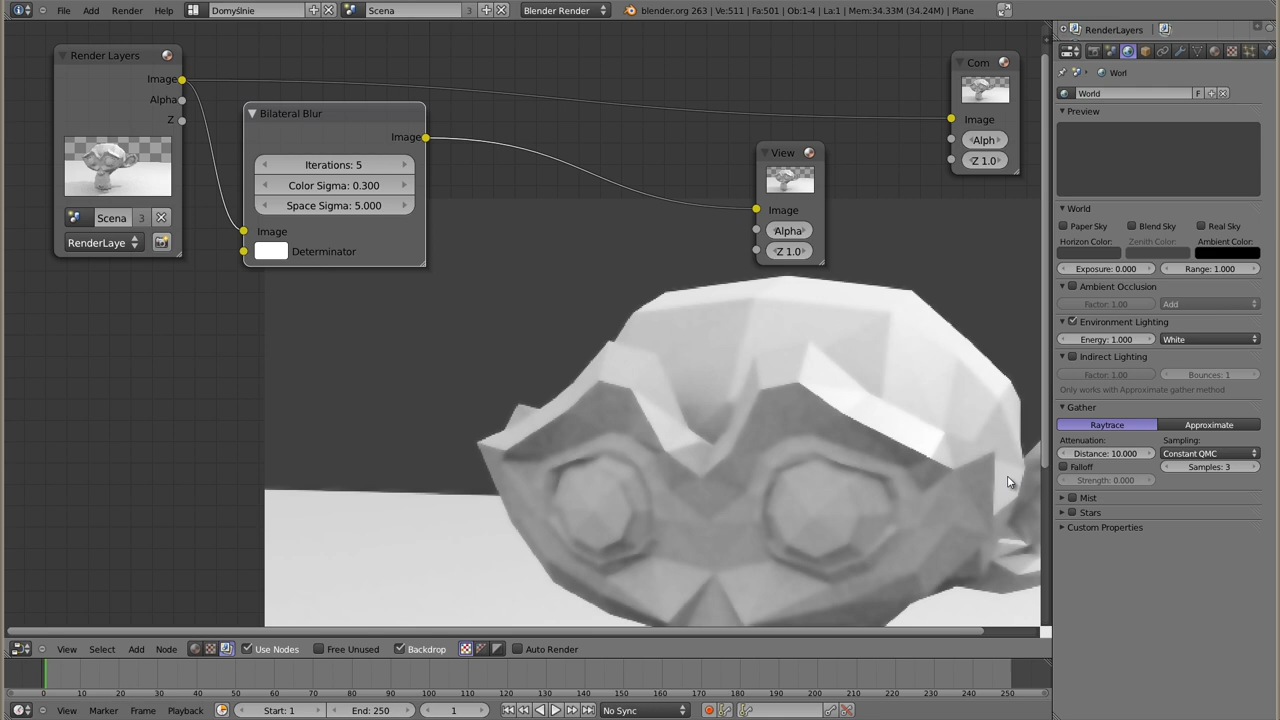 File Add Render Help Domyślnie Scena 3 Blender Render blender.org 263 | Ve:511 | Fa:501 | Ob:1-4 | La:1 | Mem:34.33M (34.24M) | Plane
Render Layers
Image
Alpha
Z
Scena 3
RenderLaye
Bilateral Blur
Image
Iterations: 5
Color Sigma: 0.300
Space Sigma: 5.000
Image
Determinator
View
Image
Alpha
Z 1.0
Com
Image
Alph
Z 1.0
RenderLayers
Worl
World F
Preview
World
Paper Sky Blend Sky Real Sky
Horizon Color: Zenith Color: Ambient Color:
Exposure: 0.000 Range: 1.000
Ambient Occlusion
Factor: 1.00 Add
Environment Lighting
Energy: 1.000 White
Indirect Lighting
Factor: 1.00 Bounces: 1
Only works with Approximate gather method
Gather
Raytrace Approximate
Attenuation: Sampling:
Distance: 10.000 Constant QMC
Falloff Samples: 3
Strength: 0.000
Mist
Stars
Custom Properties
View Select Add Node Use Nodes Free Unused Backdrop Auto Render
0 10 20 30 40 50 60 70 80 90 100 110 120 130 140 150 160 170 180 190 200 210 220 230 240 250
View Marker Frame Playback Start: 1 End: 250 1 No Sync